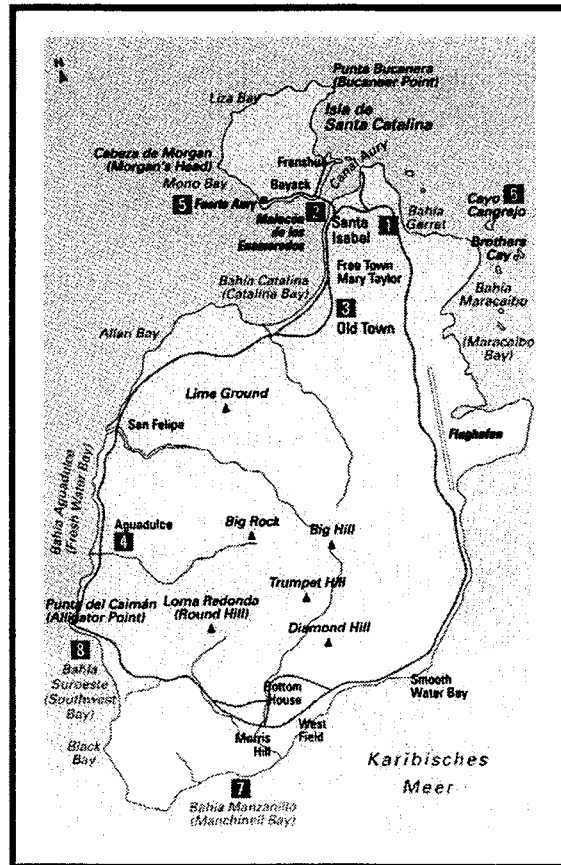 N
Punta Bucanera
(Bucaneer Point)
Liza Bay
Isla de
Santa Catalina
Cabeza de Morgan
(Morgan's Head)
Franshua
Canal Aury
Mono Bay
Bayack
5
Fuerte Aury
2
Malecón
de los
Enamorados
Santa
Isabel
1
Bahía
Garret
Cayo
Cangrejo
5
Brothers
Cay
Bahía
Maracaibo
(Maracaibo
Bay)
Bahía Catalina
(Catalina Bay)
Free Town
Mary Taylor
3
Old Town
Allan Bay
Lime Ground
San Felipe
Flughafen
Bahía Aguadulce
(Fresh Water Bay)
Aguadulce
4
Big Rock
Big Hill
Trumpet Hill
Punta del Caimán
(Alligator Point)
Loma Redonda
(Round Hill)
Diamond Hill
8
Bahía
Suroeste
(Southwest
Bay)
Bottom
House
Smooth
Water Bay
Black
Bay
Morris
Hill
West
Field
Karibisches
Meer
7
Bahía Manzanillo
(Manchineil Bay)